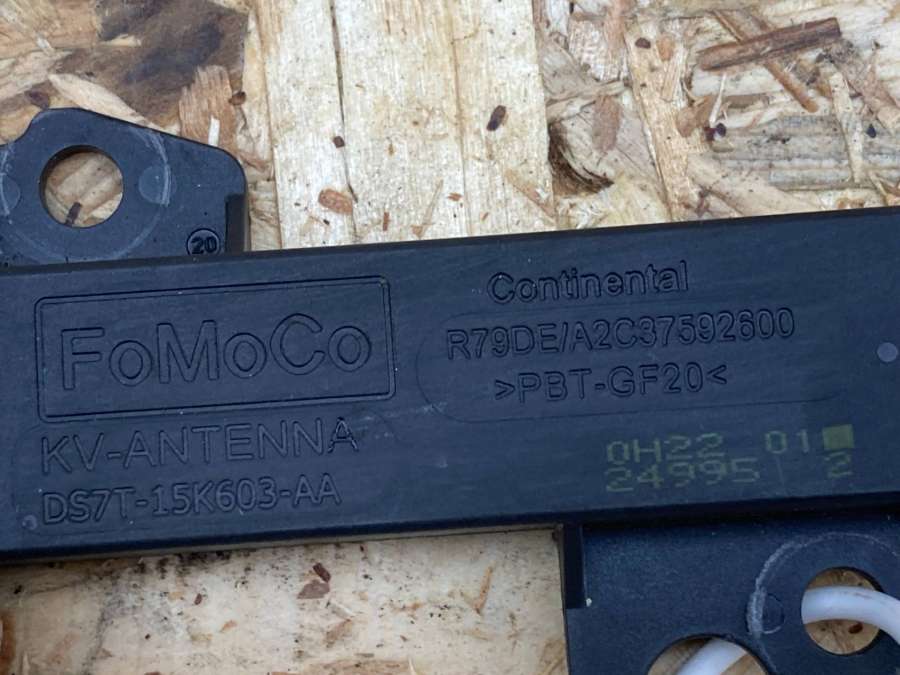 20
FoMoCo
KV-ANTENNA
DS7T-15K603-AA
Continental
R79DE/A2C37592600
>PBT-GF20<
0H22 01
24995 2